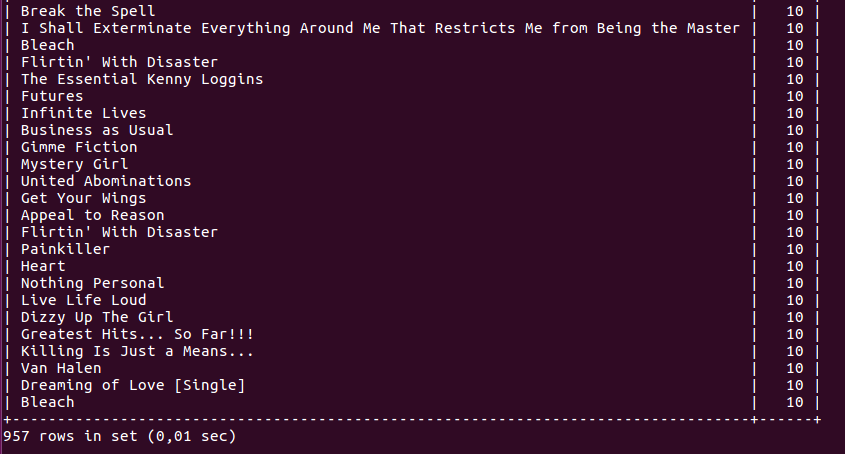 | Break the Spell | 10 |
| I Shall Exterminate Everything Around Me That Restricts Me from Being the Master | 10 |
| Bleach | 10 |
| Flirtin' With Disaster | 10 |
| The Essential Kenny Loggins | 10 |
| Futures | 10 |
| Infinite Lives | 10 |
| Business as Usual | 10 |
| Gimme Fiction | 10 |
| Mystery Girl | 10 |
| United Abominations | 10 |
| Get Your Wings | 10 |
| Appeal to Reason | 10 |
| Flirtin' With Disaster | 10 |
| Painkiller | 10 |
| Heart | 10 |
| Nothing Personal | 10 |
| Live Life Loud | 10 |
| Dizzy Up The Girl | 10 |
| Greatest Hits... So Far!!! | 10 |
| Killing Is Just a Means... | 10 |
| Van Halen | 10 |
| Dreaming of Love [Single] | 10 |
| Bleach | 10 |
+----------------------------------------------------------------------------------+------+
957 rows in set (0,01 sec)